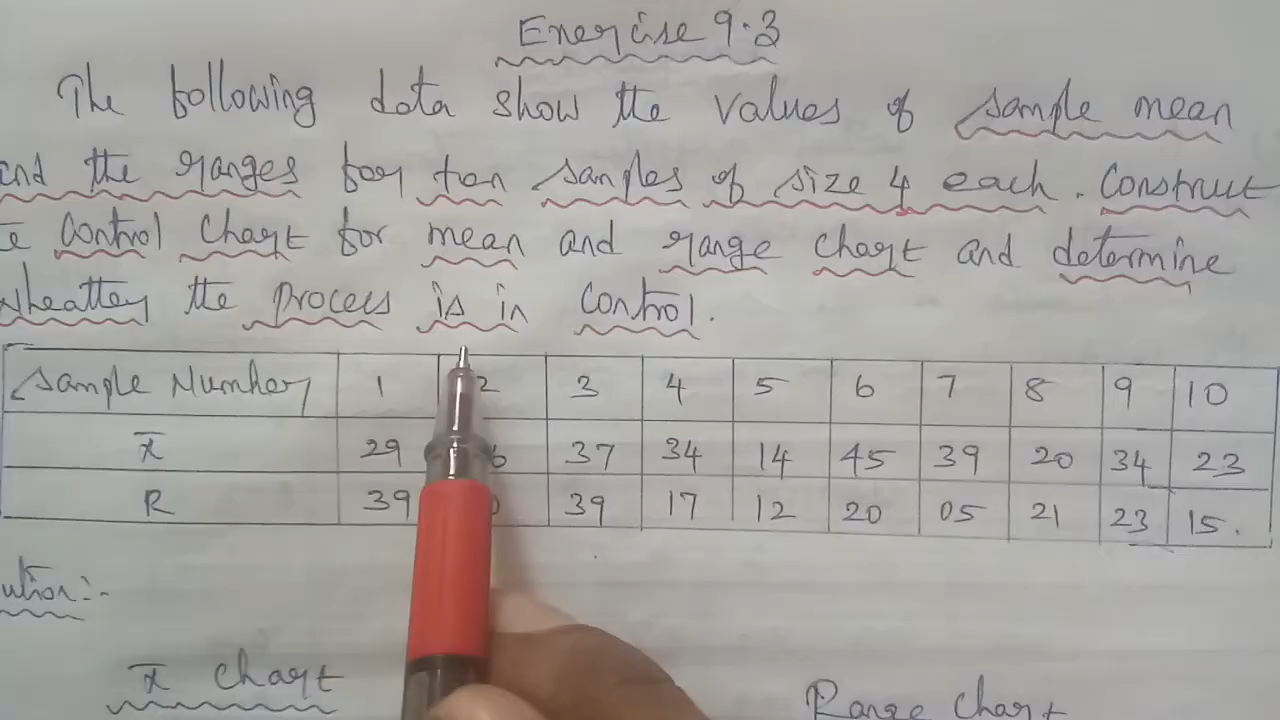 Exercise 9.3
The following data show the values of sample mean
and the ranges for ten samples of size 4 each. Construct
control chart for mean and range chart and determine
wheatter the process is in control.
Sample Number 1 2 3 4 5 6 7 8 9 10
x̄ 29 37 34 14 45 39 20 34 23
R 39 39 17 12 20 05 21 23 15.
ution:-
x̄ chart
Range chart